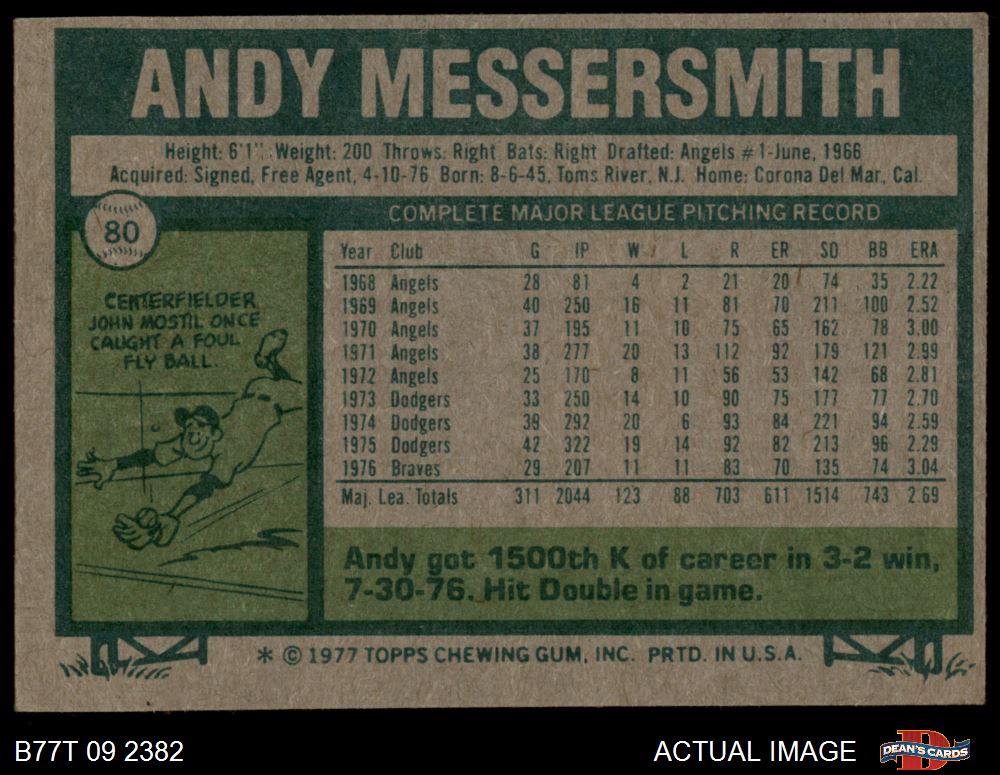 ANDY MESSERSMITH
Height: 6'1" Weight: 200 Throws: Right Bats: Right Drafted: Angels #1-June, 1966
Acquired: Signed, Free Agent, 4-10-76 Born: 8-6-45, Toms River, N.J. Home: Corona Del Mar, Cal.
80
CENTERFIELDER
JOHN MOSTIL ONCE
CAUGHT A FOUL
FLY BALL.
COMPLETE MAJOR LEAGUE PITCHING RECORD
Year Club G IP W L R ER SO BB ERA
1968 Angels 28 81 4 2 21 20 74 35 2.22
1969 Angels 40 250 16 11 81 70 211 100 2.52
1970 Angels 37 195 11 10 75 65 162 78 3.00
1971 Angels 38 277 20 13 112 92 179 121 2.99
1972 Angels 25 170 8 11 56 53 142 68 2.81
1973 Dodgers 33 250 14 10 90 75 177 77 2.70
1974 Dodgers 39 292 20 6 93 84 221 94 2.59
1975 Dodgers 42 322 19 14 92 82 213 96 2.29
1976 Braves 29 207 11 11 83 70 135 74 3.04
Maj. Lea. Totals 311 2044 123 88 703 611 1514 743 2.69
Andy got 1500th K of career in 3-2 win,
7-30-76. Hit Double in game.
* © 1977 TOPPS CHEWING GUM, INC. PRTD. IN U.S.A.
B77T 09 2382
ACTUAL IMAGE
D
DEAN'S CARDS